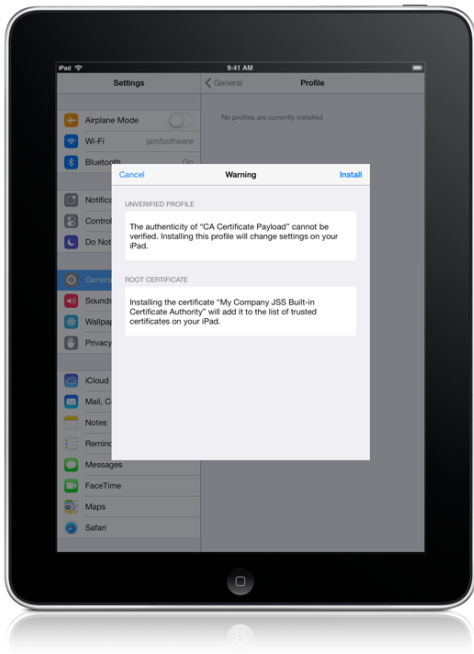 iPad 9:41 AM
Settings
General
Profile
Airplane Mode
No profiles are currently installed
Wi-Fi jamfsoftware
Bluetooth On
Cancel Warning Install
Notifica
UNVERIFIED PROFILE
Control
Do Not
The authenticity of “CA Certificate Payload” cannot be
verified. Installing this profile will change settings on your
iPad.
General
ROOT CERTIFICATE
Sounds
Installing the certificate “My Company JSS Built-in
Certificate Authority” will add it to the list of trusted
certificates on your iPad.
Wallpap
Privacy
iCloud
Mail, C
Notes
Remind
Messages
FaceTime
Maps
Safari